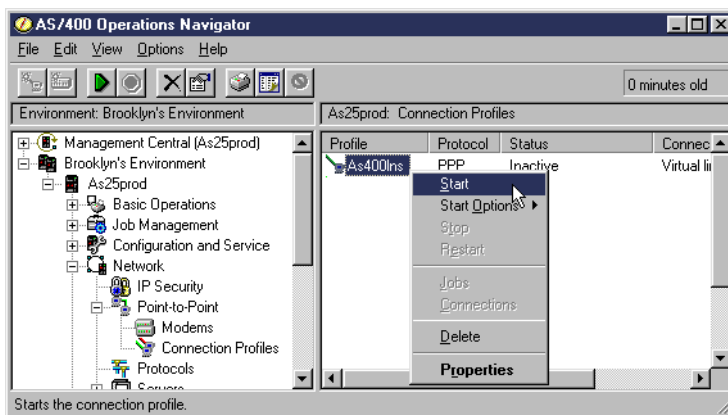 AS/400 Operations Navigator
File Edit View Options Help
0 minutes old
Environment: Brooklyn's Environment
As25prod: Connection Profiles
Management Central (As25prod)
Brooklyn's Environment
As25prod
Basic Operations
Job Management
Configuration and Service
Network
IP Security
Point-to-Point
Modems
Connection Profiles
Protocols
Profile Protocol Status Connec
As400Ins PPP Inactive Virtual lin
Start
Start Options
Stop
Restart
Jobs
Connections
Delete
Properties
Starts the connection profile.